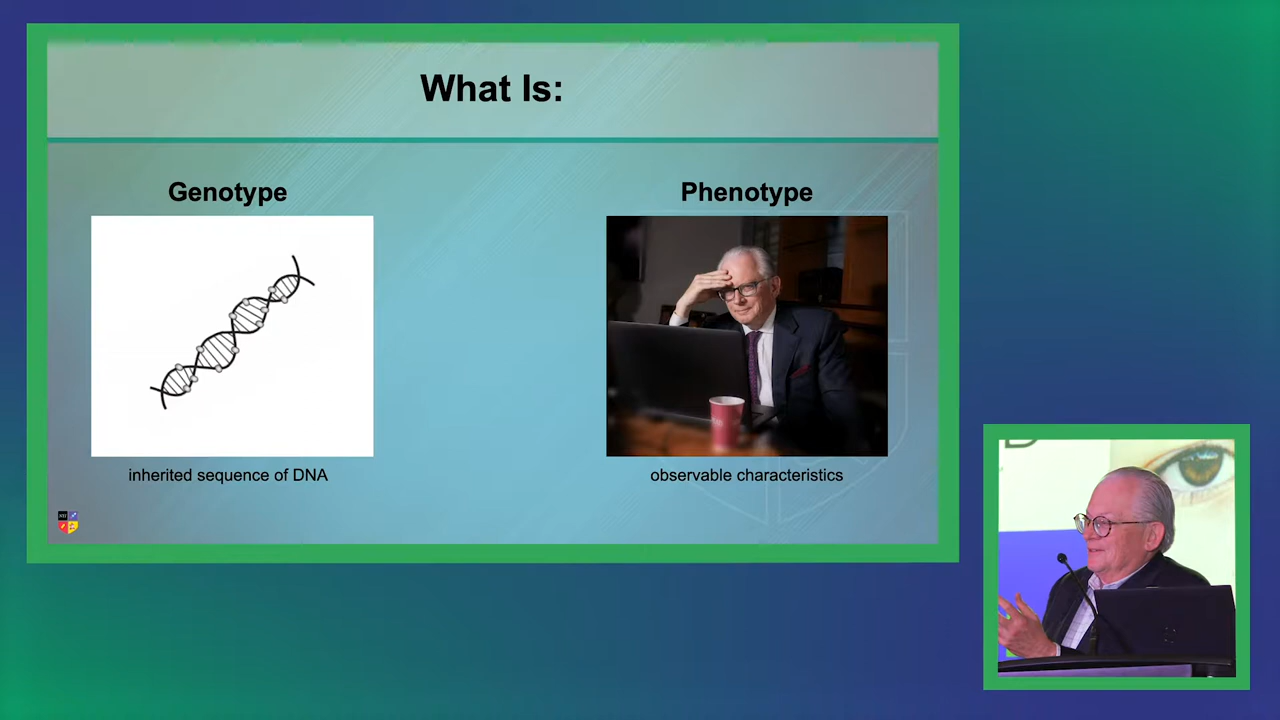 What Is:
Genotype
Phenotype
inherited sequence of DNA
observable characteristics